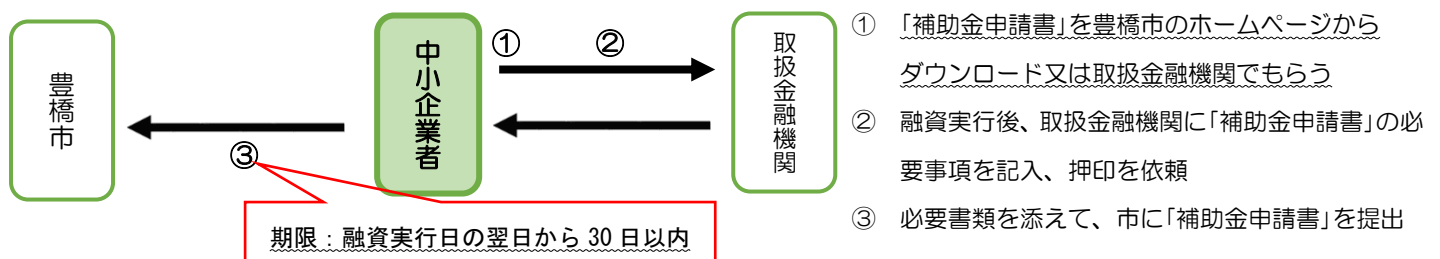 豊橋市
中小企業者
取扱金融機関
①
②
③
期限：融資実行日の翌日から 30 日以内
① 「補助金申請書」を豊橋市のホームページから
ダウンロード又は取扱金融機関でもらう
② 融資実行後、取扱金融機関に「補助金申請書」の必
要事項を記入、押印を依頼
③ 必要書類を添えて、市に「補助金申請書」を提出